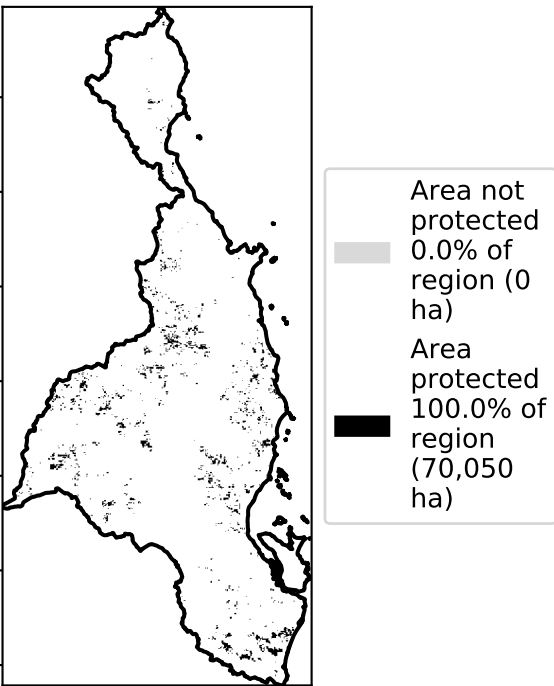 Area not
protected
0.0% of
region (0
ha)
Area
protected
100.0% of
region
(70,050
ha)